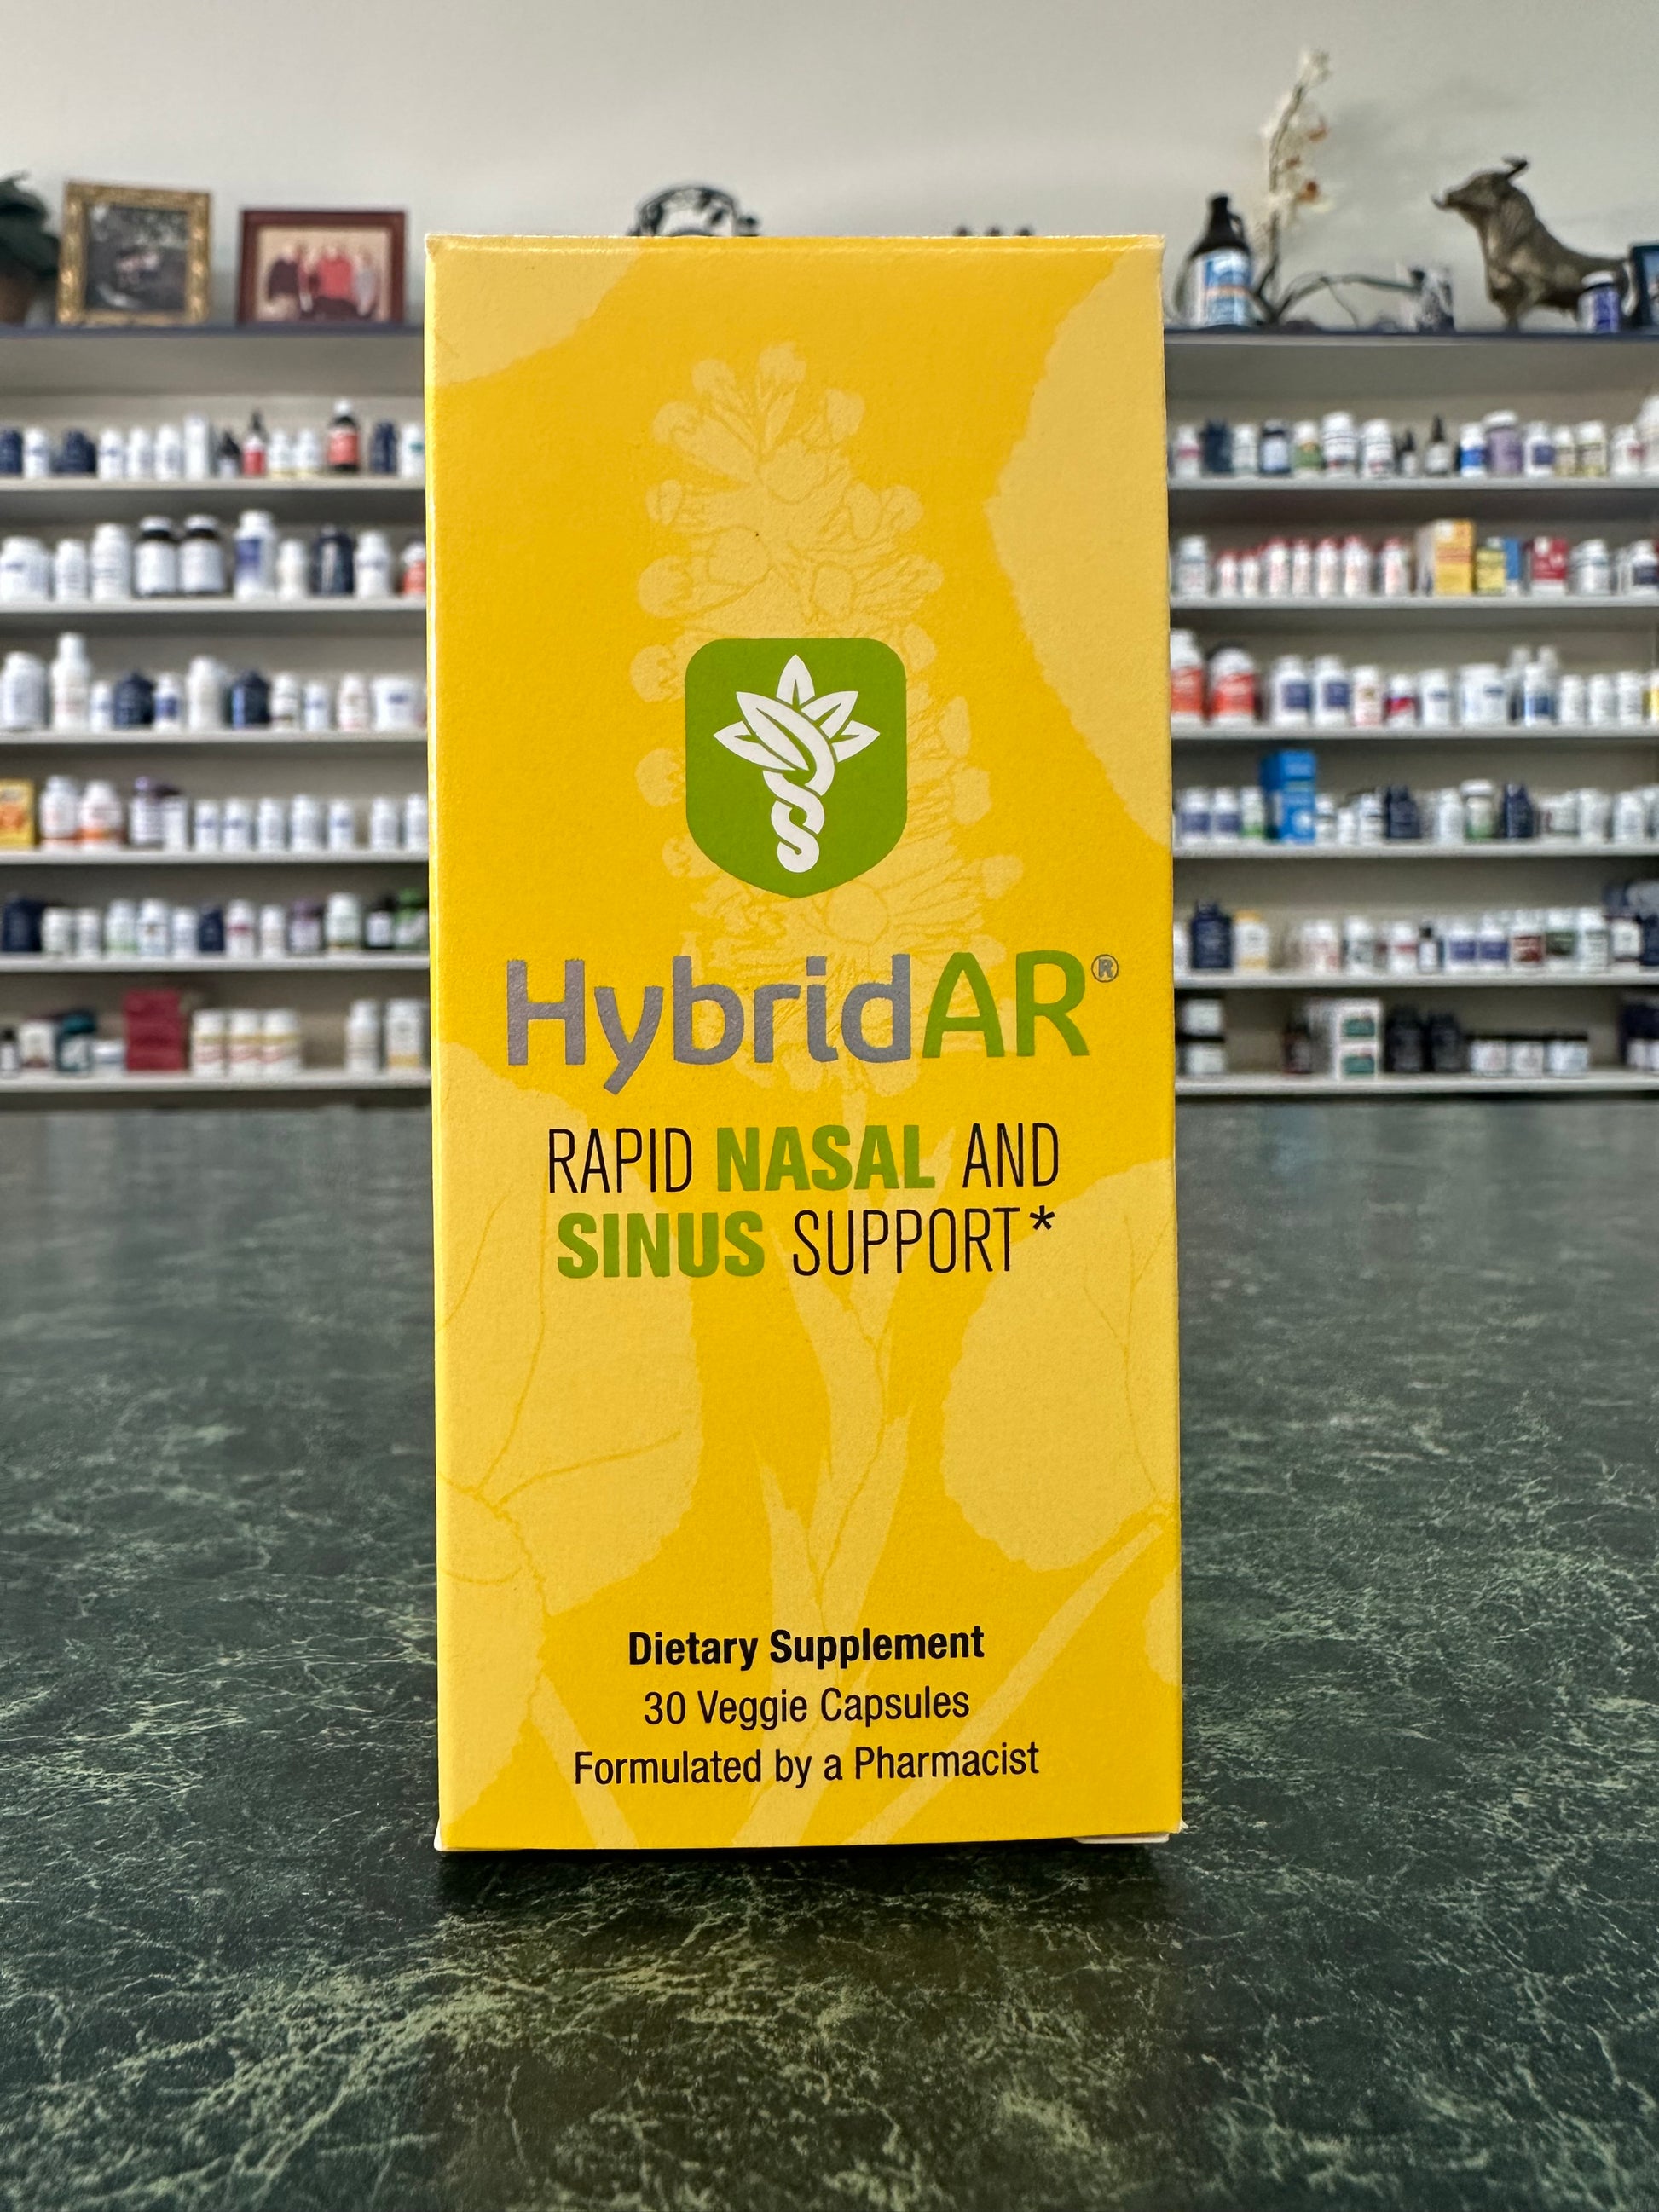 HybridAR®
RAPID NASAL AND
SINUS SUPPORT*
Dietary Supplement
30 Veggie Capsules
Formulated by a Pharmacist